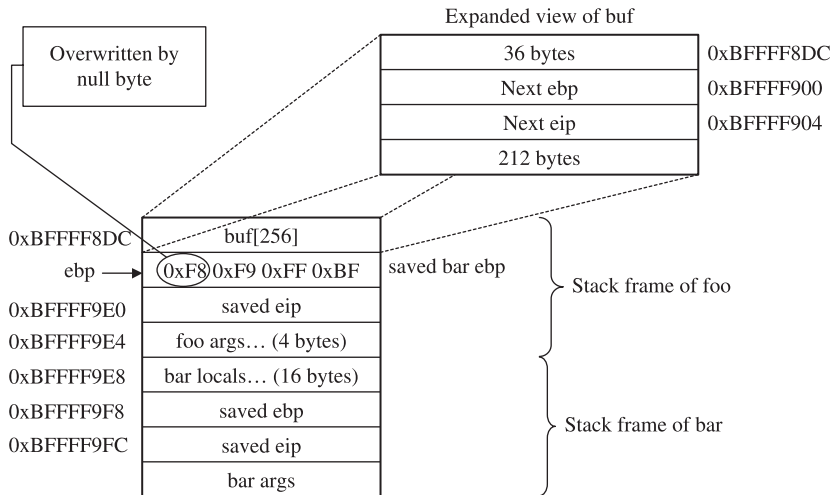 Expanded view of buf
Overwritten by
null byte
36 bytes
0xBFFFF8DC
Next ebp
0xBFFFF900
Next eip
0xBFFFF904
212 bytes
0xBFFFF8DC
buf[256]
ebp
0xF8 0xF9 0xFF 0xBF
saved bar ebp
0xBFFFF9E0
saved eip
Stack frame of foo
0xBFFFF9E4
foo args… (4 bytes)
0xBFFFF9E8
bar locals… (16 bytes)
0xBFFFF9F8
saved ebp
Stack frame of bar
0xBFFFF9FC
saved eip
bar args